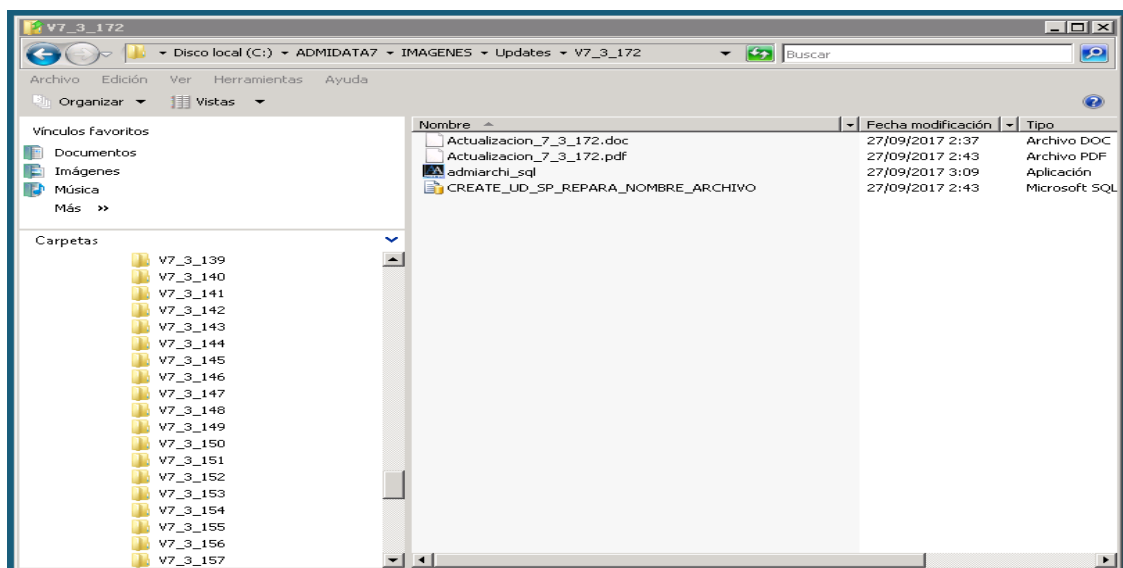 V7_3_172
Disco local (C:) ADMIDATA7 IMAGENES Updates V7_3_172
Buscar
Archivo Edición Ver Herramientas Ayuda
Organizar Vistas
Vínculos favoritos
Documentos
Imágenes
Música
Más >>
Carpetas
V7_3_139
V7_3_140
V7_3_141
V7_3_142
V7_3_143
V7_3_144
V7_3_145
V7_3_146
V7_3_147
V7_3_148
V7_3_149
V7_3_150
V7_3_151
V7_3_152
V7_3_153
V7_3_154
V7_3_155
V7_3_156
V7_3_157
Nombre Fecha modificación Tipo
Actualizacion_7_3_172.doc 27/09/2017 2:37 Archivo DOC
Actualizacion_7_3_172.pdf 27/09/2017 2:43 Archivo PDF
admiarchi_sql 27/09/2017 3:09 Aplicación
CREATE_UD_SP_REPARA_NOMBRE_ARCHIVO 27/09/2017 2:43 Microsoft SQL